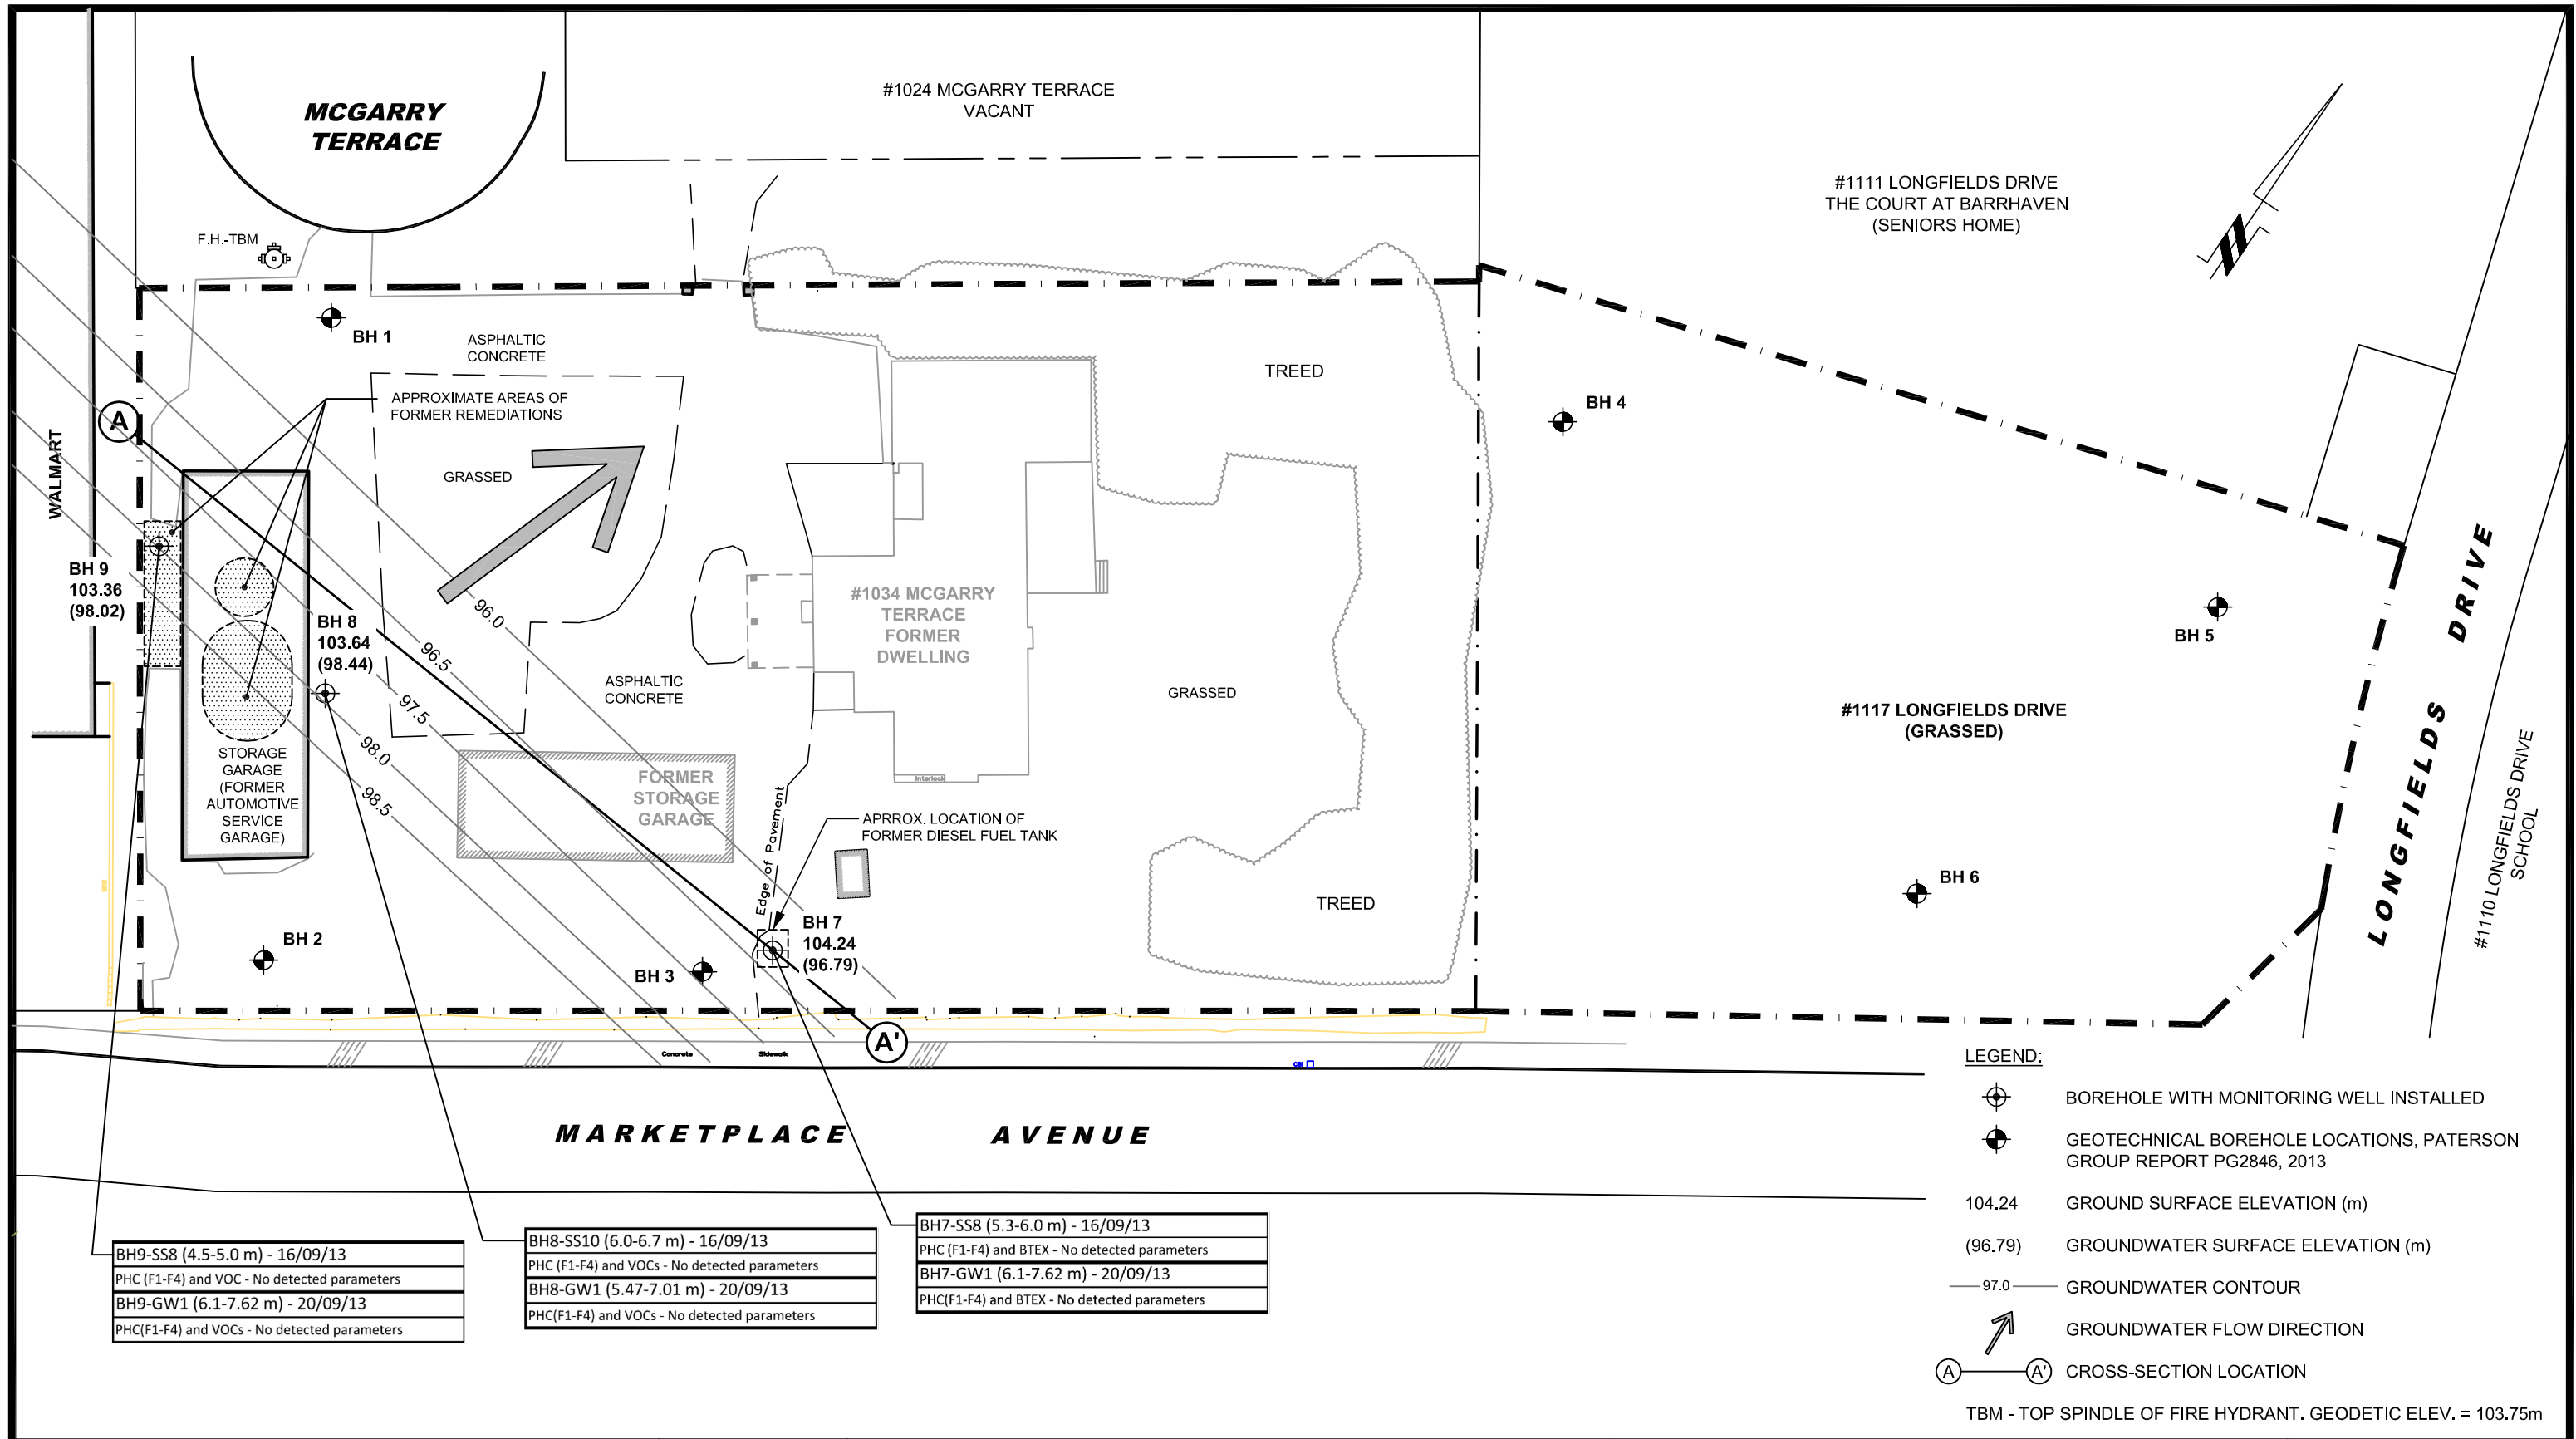 MCGARRY
TERRACE
#1024 MCGARRY TERRACE
VACANT
#1111 LONGFIELDS DRIVE
THE COURT AT BARRHAVEN
(SENIORS HOME)
F.H.-TBM
BH 1
ASPHALTIC
CONCRETE
APPROXIMATE AREAS OF
FORMER REMEDIATIONS
TREED
BH 4
A
WALMART
GRASSED
BH 9
103.36
(98.02)
BH 8
103.64
(98.44)
96.0
96.5
97.5
98.0
98.5
#1034 MCGARRY
TERRACE
FORMER
DWELLING
Interlock
ASPHALTIC
CONCRETE
GRASSED
BH 5
#1117 LONGFIELDS DRIVE
(GRASSED)
LONGFIELDS DRIVE
#1110 LONGFIELDS DRIVE
SCHOOL
STORAGE
GARAGE
(FORMER
AUTOMOTIVE
SERVICE
GARAGE)
FORMER
STORAGE
GARAGE
Edge of Pavement
APRROX. LOCATION OF
FORMER DIESEL FUEL TANK
BH 7
104.24
(96.79)
TREED
BH 6
BH 2
BH 3
A'
Concrete Sidewalk
MARKETPLACE AVENUE
BH9-SS8 (4.5-5.0 m) - 16/09/13
PHC (F1-F4) and VOC - No detected parameters
BH9-GW1 (6.1-7.62 m) - 20/09/13
PHC(F1-F4) and VOCs - No detected parameters
BH8-SS10 (6.0-6.7 m) - 16/09/13
PHC (F1-F4) and VOCs - No detected parameters
BH8-GW1 (5.47-7.01 m) - 20/09/13
PHC(F1-F4) and VOCs - No detected parameters
BH7-SS8 (5.3-6.0 m) - 16/09/13
PHC (F1-F4) and BTEX - No detected parameters
BH7-GW1 (6.1-7.62 m) - 20/09/13
PHC(F1-F4) and BTEX - No detected parameters
LEGEND:
BOREHOLE WITH MONITORING WELL INSTALLED
GEOTECHNICAL BOREHOLE LOCATIONS, PATERSON
GROUP REPORT PG2846, 2013
104.24 GROUND SURFACE ELEVATION (m)
(96.79) GROUNDWATER SURFACE ELEVATION (m)
97.0 GROUNDWATER CONTOUR
GROUNDWATER FLOW DIRECTION
A A' CROSS-SECTION LOCATION
TBM - TOP SPINDLE OF FIRE HYDRANT. GEODETIC ELEV. = 103.75m